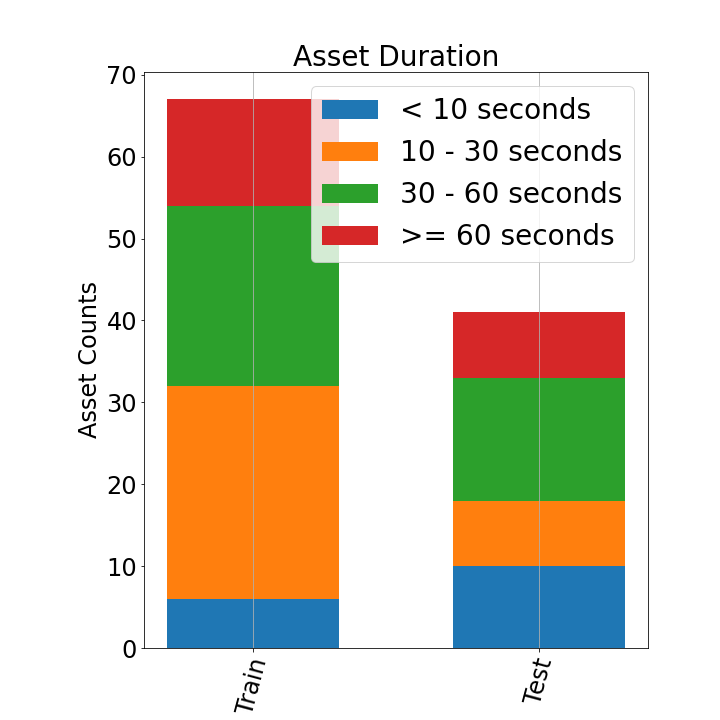 Asset Duration
70
60
50
40
30
20
10
0
Asset Counts
< 10 seconds
10 - 30 seconds
30 - 60 seconds
>= 60 seconds
Train
Test